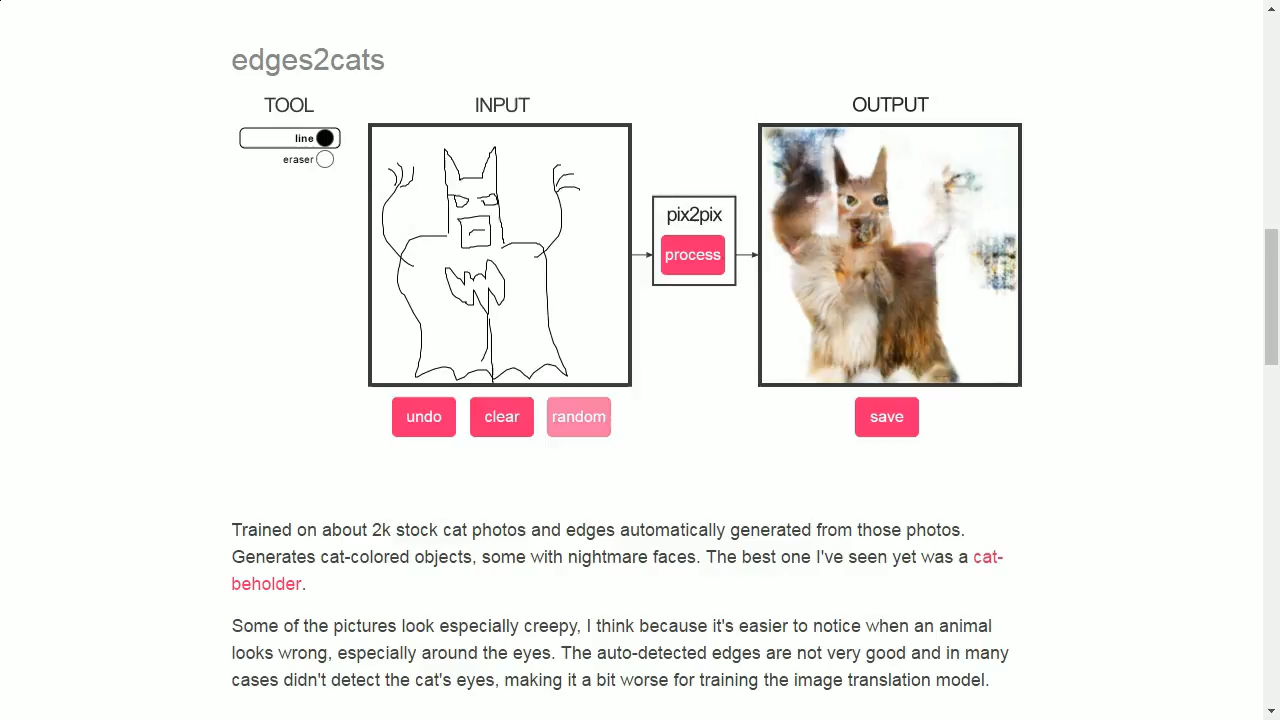 edges2cats
TOOL
INPUT
OUTPUT
line
eraser
pix2pix
process
undo
clear
random
save
Trained on about 2k stock cat photos and edges automatically generated from those photos.
Generates cat-colored objects, some with nightmare faces. The best one I've seen yet was a cat-
beholder.
Some of the pictures look especially creepy, I think because it's easier to notice when an animal
looks wrong, especially around the eyes. The auto-detected edges are not very good and in many
cases didn't detect the cat's eyes, making it a bit worse for training the image translation model.